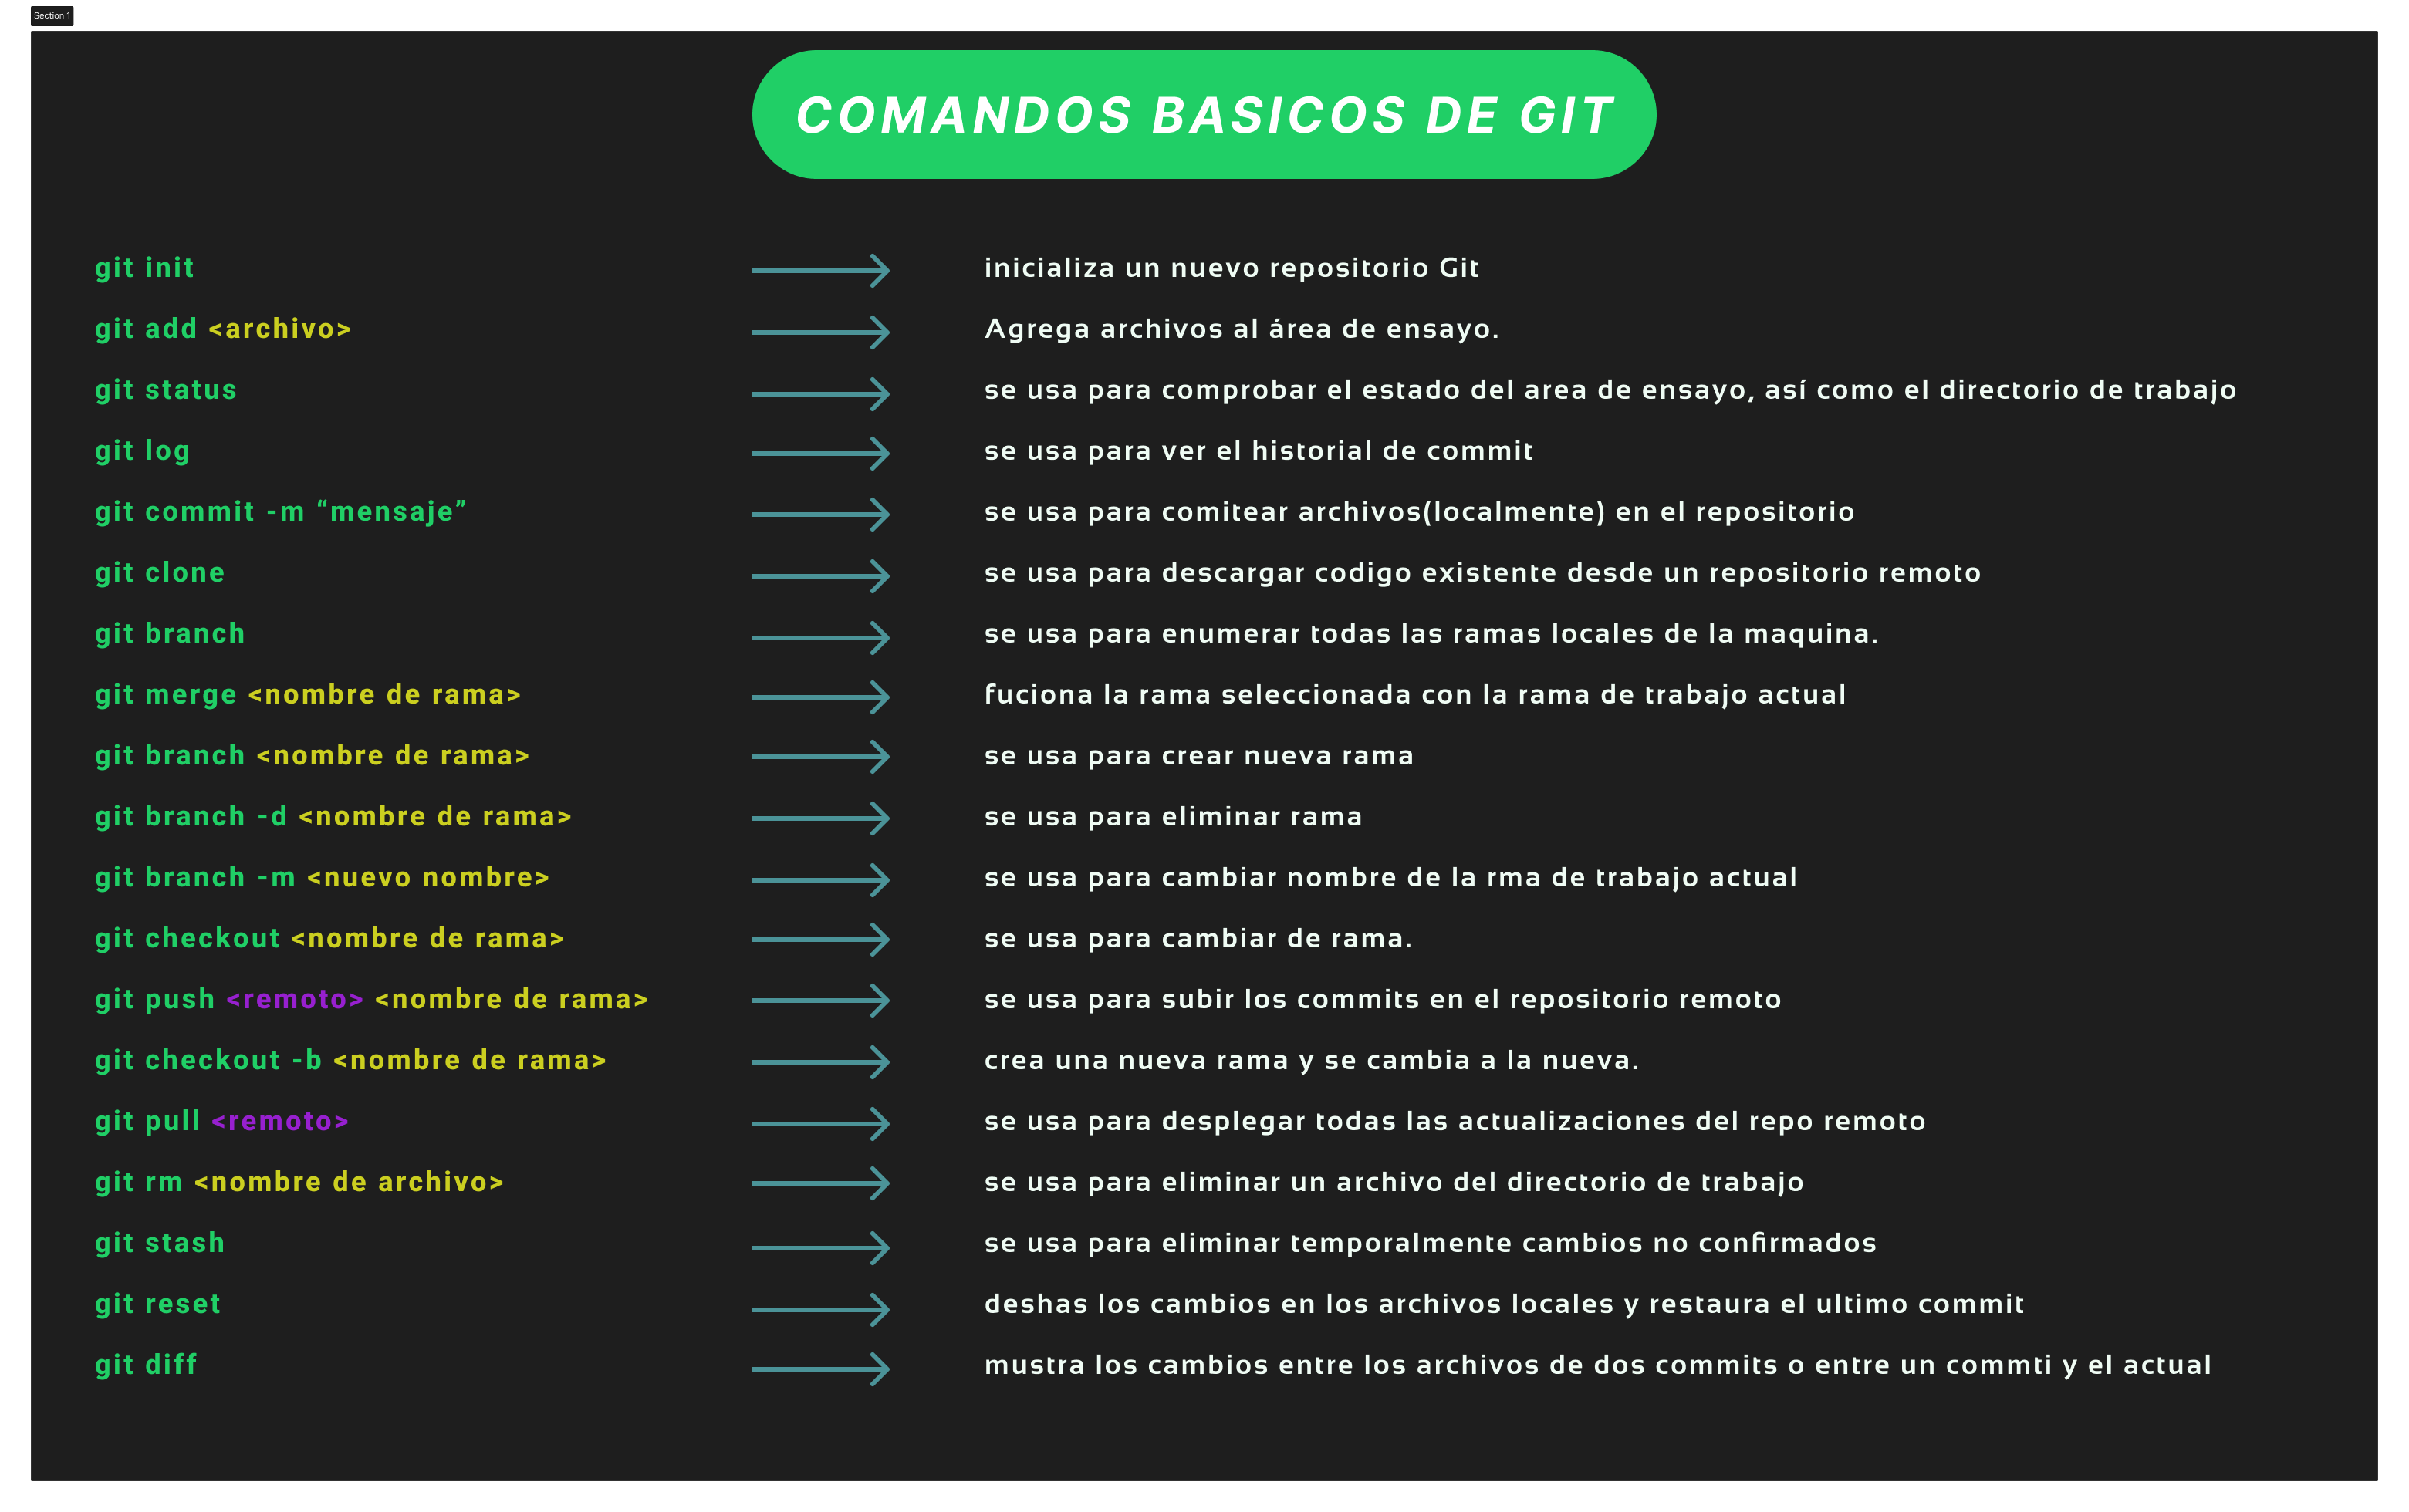 Section 1
COMANDOS BASICOS DE GIT
git init inicializa un nuevo repositorio Git
git add <archivo> Agrega archivos al área de ensayo.
git status se usa para comprobar el estado del area de ensayo, así como el directorio de trabajo
git log se usa para ver el historial de commit
git commit -m “mensaje” se usa para comitear archivos(localmente) en el repositorio
git clone se usa para descargar codigo existente desde un repositorio remoto
git branch se usa para enumerar todas las ramas locales de la maquina.
git merge <nombre de rama> fuciona la rama seleccionada con la rama de trabajo actual
git branch <nombre de rama> se usa para crear nueva rama
git branch -d <nombre de rama> se usa para eliminar rama
git branch -m <nuevo nombre> se usa para cambiar nombre de la rma de trabajo actual
git checkout <nombre de rama> se usa para cambiar de rama.
git push <remoto> <nombre de rama> se usa para subir los commits en el repositorio remoto
git checkout -b <nombre de rama> crea una nueva rama y se cambia a la nueva.
git pull <remoto> se usa para desplegar todas las actualizaciones del repo remoto
git rm <nombre de archivo> se usa para eliminar un archivo del directorio de trabajo
git stash se usa para eliminar temporalmente cambios no confirmados
git reset deshas los cambios en los archivos locales y restaura el ultimo commit
git diff mustra los cambios entre los archivos de dos commits o entre un commti y el actual